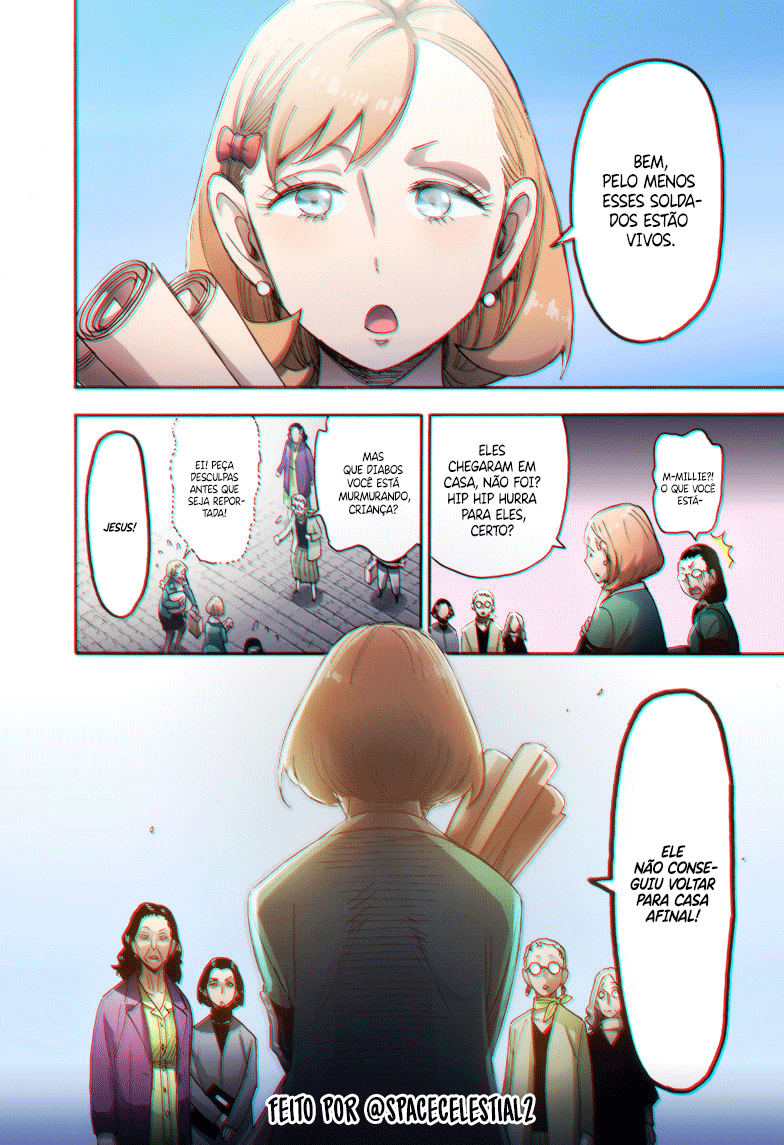 BEM,
PELO MENOS
ESSES SOLDA-
DOS ESTÃO
VIVOS.
M-MILLIE?!
O QUE VOCÊ
ESTÁ-
ELES
CHEGARAM EM
CASA, NÃO FOI?
HIP HIP HURRA
PARA ELES,
CERTO?
MAS
QUE DIABOS
VOCÊ ESTÁ
MURMURANDO,
CRIANÇA?
EI! PEÇA
DESCULPAS
ANTES QUE
SEJA REPOR-
TADA!
JESUS!
ELE
NÃO CONSE-
GUIU VOLTAR
PARA CASA
AFINAL!
FEITO POR @SPACECELESTIAL2